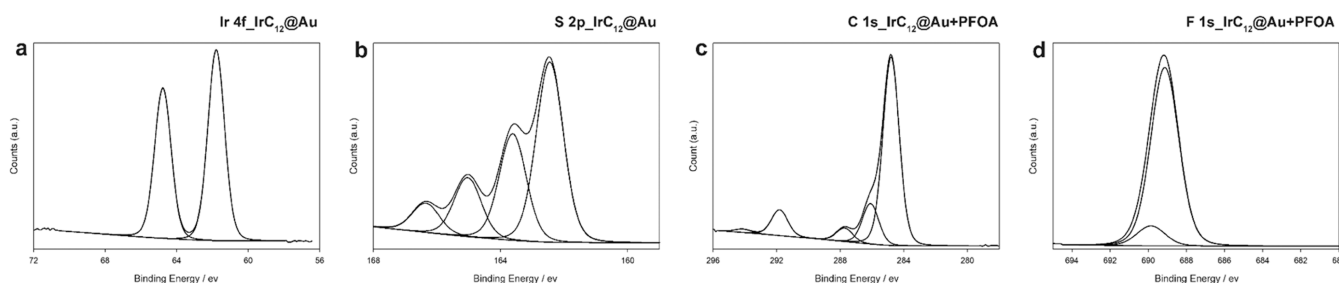 Ir 4f_IrC₁₂@Au
S 2p_IrC₁₂@Au
C 1s_IrC₁₂@Au+PFOA
F 1s_IrC₁₂@Au+PFOA
a
b
c
d
Counts (a.u.)
Counts (a.u.)
Count (a.u.)
Counts (a.u.)
72 68 64 60 56
168 164 160
296 292 288 284 280
694 692 690 688 686 684 682
Binding Energy / ev
Binding Energy / ev
Binding Energy / ev
Binding Energy / ev